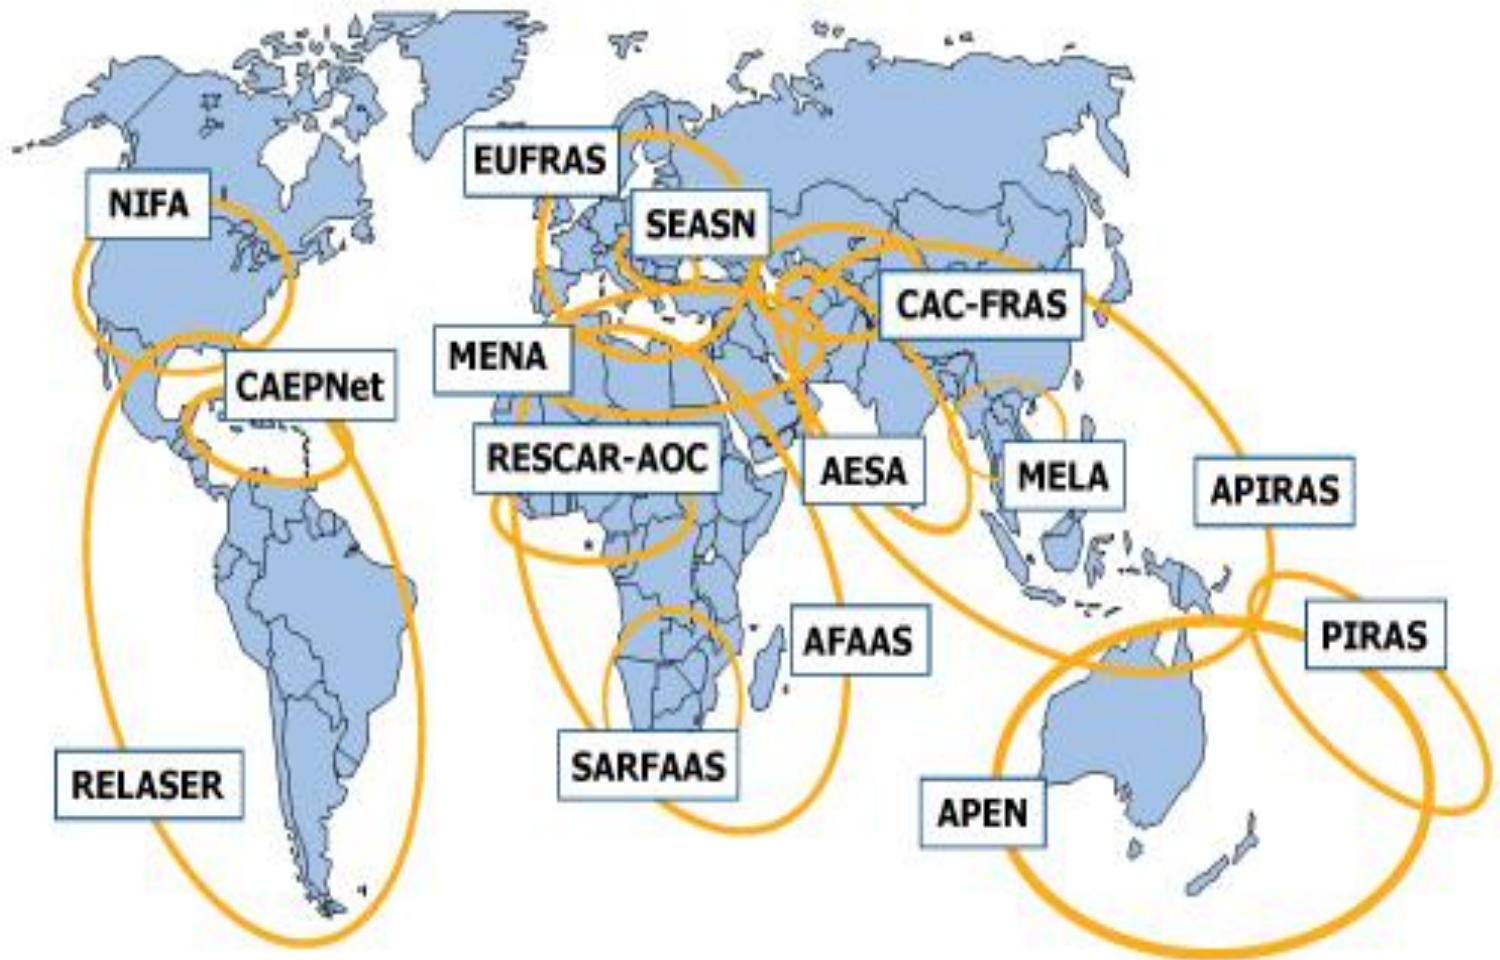 EUFRAS
NIFA
SEASN
CAC-FRAS
MENA
CAEPNet
RESCAR-AOC
AESA
MELA
APIRAS
AFAAS
PIRAS
SARFAAS
RELASER
APEN